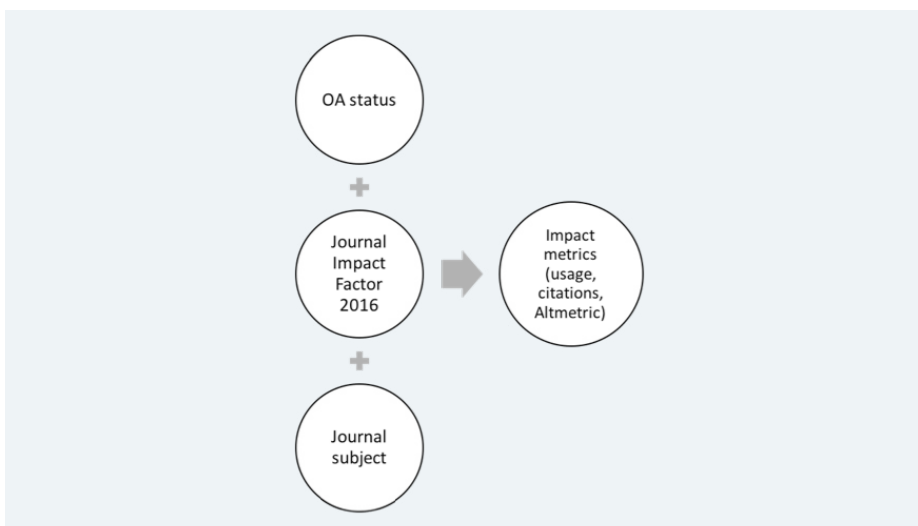 OA status
Journal
Impact
Factor
2016
Impact
metrics
(usage,
citations,
Altmetric)
Journal
subject